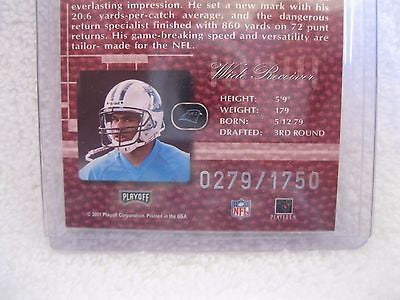 everlasting impression. He set a new mark with his
20.6 yards-per-catch average, and the dangerous
return specialist finished with 860 yards on 72 punt
returns. His game-breaking speed and versatility are
tailor- made for the NFL.
Wide Receiver
HEIGHT: 5'9"
WEIGHT: 179
BORN: 5/12/79
DRAFTED: 3RD ROUND
0279/1750
PLAYOFF
NFL
PLAYERS
© 2001 Playoff Corporation. Printed in the USA